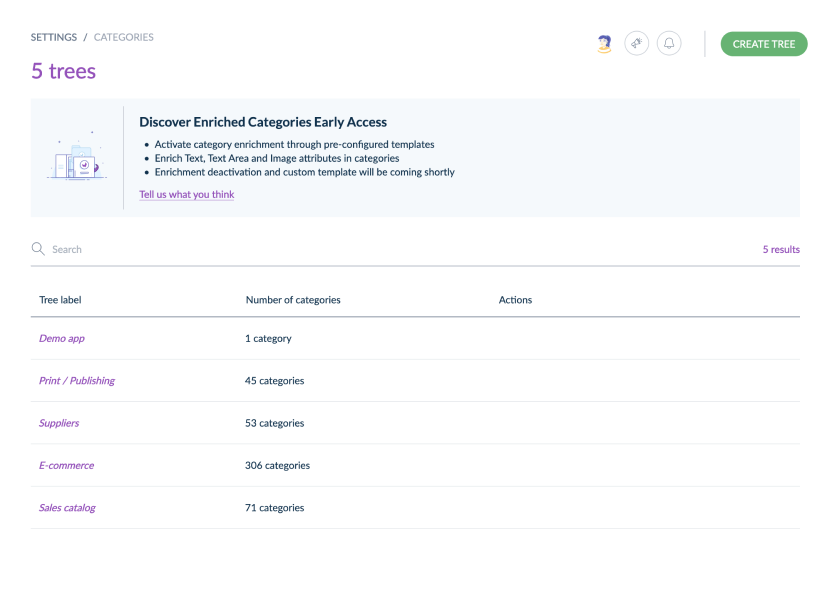 SETTINGS / CATEGORIES
CREATE TREE
5 trees
Discover Enriched Categories Early Access
• Activate category enrichment through pre-configured templates
• Enrich Text, Text Area and Image attributes in categories
• Enrichment deactivation and custom template will be coming shortly
Tell us what you think
Search 5 results
Tree label Number of categories Actions
Demo app 1 category
Print / Publishing 45 categories
Suppliers 53 categories
E-commerce 306 categories
Sales catalog 71 categories